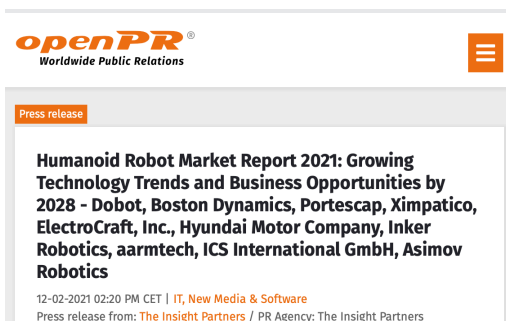 openPR®
Worldwide Public Relations
Press release
Humanoid Robot Market Report 2021: Growing
Technology Trends and Business Opportunities by
2028 - Dobot, Boston Dynamics, Portescap, Ximpatico,
ElectroCraft, Inc., Hyundai Motor Company, Inker
Robotics, aarmtech, ICS International GmbH, Asimov
Robotics
12-02-2021 02:20 PM CET | IT, New Media & Software
Press release from: The Insight Partners / PR Agency: The Insight Partners